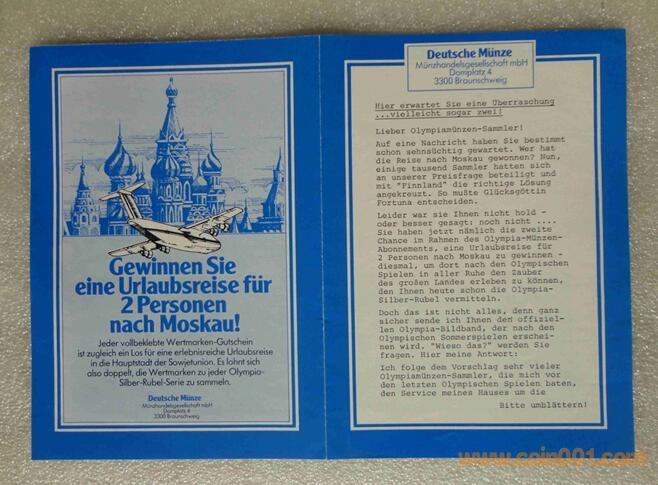 Gewinnen Sie
eine Urlaubsreise für
2 Personen
nach Moskau!
Jeder vollbeklebte Wertmarken-Gutschein
ist zugleich ein Los für eine erlebnisreiche Urlaubsreise
in die Hauptstadt der Sowjetunion. Es lohnt sich
also doppelt, die Wertmarken zu jeder Olympia-
Silber-Rubel-Serie zu sammeln.
Deutsche Münze
Münzhandelsgesellschaft mbH
Damplatz 4
3300 Braunschweig
Deutsche Münze
Münzhandelsgesellschaft mbH
Damplatz 4
3300 Braunschweig
Hier erwartet Sie eine Überraschung
...vielleicht sogar zwei!
Lieber Olympiamünzen-Sammler!
Auf eine Nachricht haben Sie bestimmt
schon sehnsüchtig gewartet. Wer hat
die Reise nach Moskau gewonnen? Nun,
einige tausend Sammler hatten sich
an unserer Preisfrage beteiligt und
mit "Finnland" die richtige Lösung
angekreuzt. So mußte Glücksgöttin
Fortuna entscheiden.
Leider war sie Ihnen nicht hold -
oder besser gesagt: noch nicht ....
Sie haben jetzt nämlich die zweite
Chance im Rahmen des Olympia-Münzen-
Abonnements, eine Urlaubsreise für
2 Personen nach Moskau zu gewinnen -
diesmal, um dort nach den Olympischen
Spielen in aller Ruhe den Zauber
des großen Landes erleben zu können,
den Ihnen heute schon die Olympia-
Silber-Rubel vermitteln.
Doch das ist nicht alles, denn ganz
sicher sende ich Ihnen den offiziel-
len Olympia-Bildband, der nach den
Olympischen Sommerspielen erschei-
nen wird. "Wieso das?" werden Sie
fragen. Hier meine Antwort:
Ich folge dem Vorschlag sehr vieler
Olympiamünzen-Sammler, die mich vor
den letzten Olympischen Spielen baten,
den Service meines Hauses um die
Bitte umblättern!
www.coin001.com